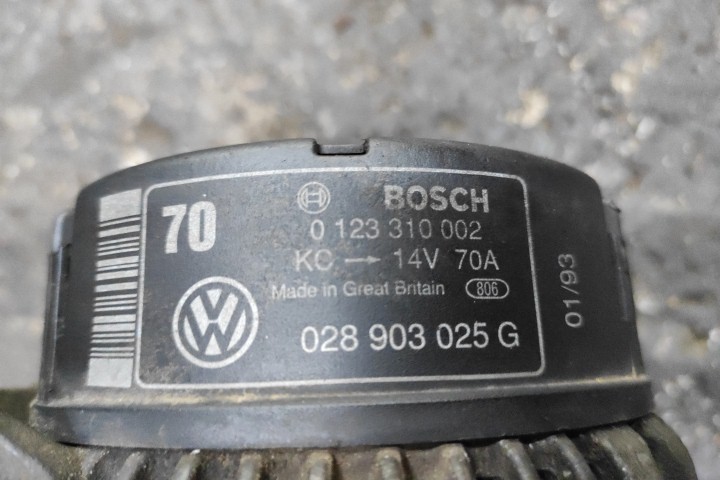 70
BOSCH
0 123 310 002
KC → 14V 70A
Made in Great Britain 806
028 903 025 G
01/93